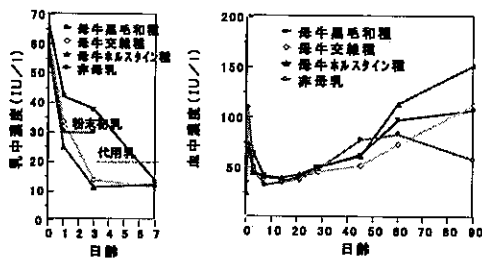 乳中濃度(IU/l)
70
60
50
40
30
20
10
0
母牛黒毛和種
母牛交雑種
母牛ホルスタイン種
非母乳
粉末初乳
代用乳
0 1 2 3 4 5 6 7
日齢
血中濃度(IU/l)
200
150
100
50
母牛黒毛和種
母牛交雑種
母牛ホルスタイン種
非母乳
0 10 20 30 40 50 60 70 80 90
日齢